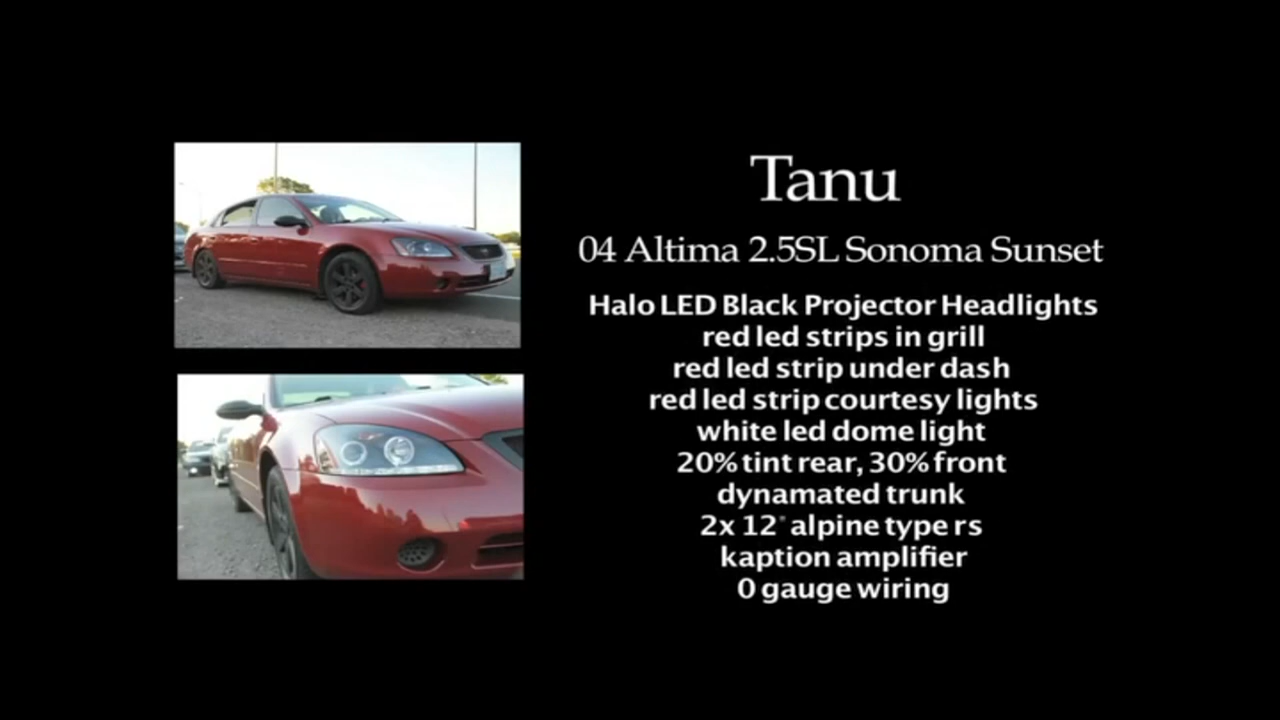 Tanu
04 Altima 2.5SL Sonoma Sunset
Halo LED Black Projector Headlights
red led strips in grill
red led strip under dash
red led strip courtesy lights
white led dome light
20% tint rear, 30% front
dynamated trunk
2x 12" alpine type rs
kaption amplifier
0 gauge wiring